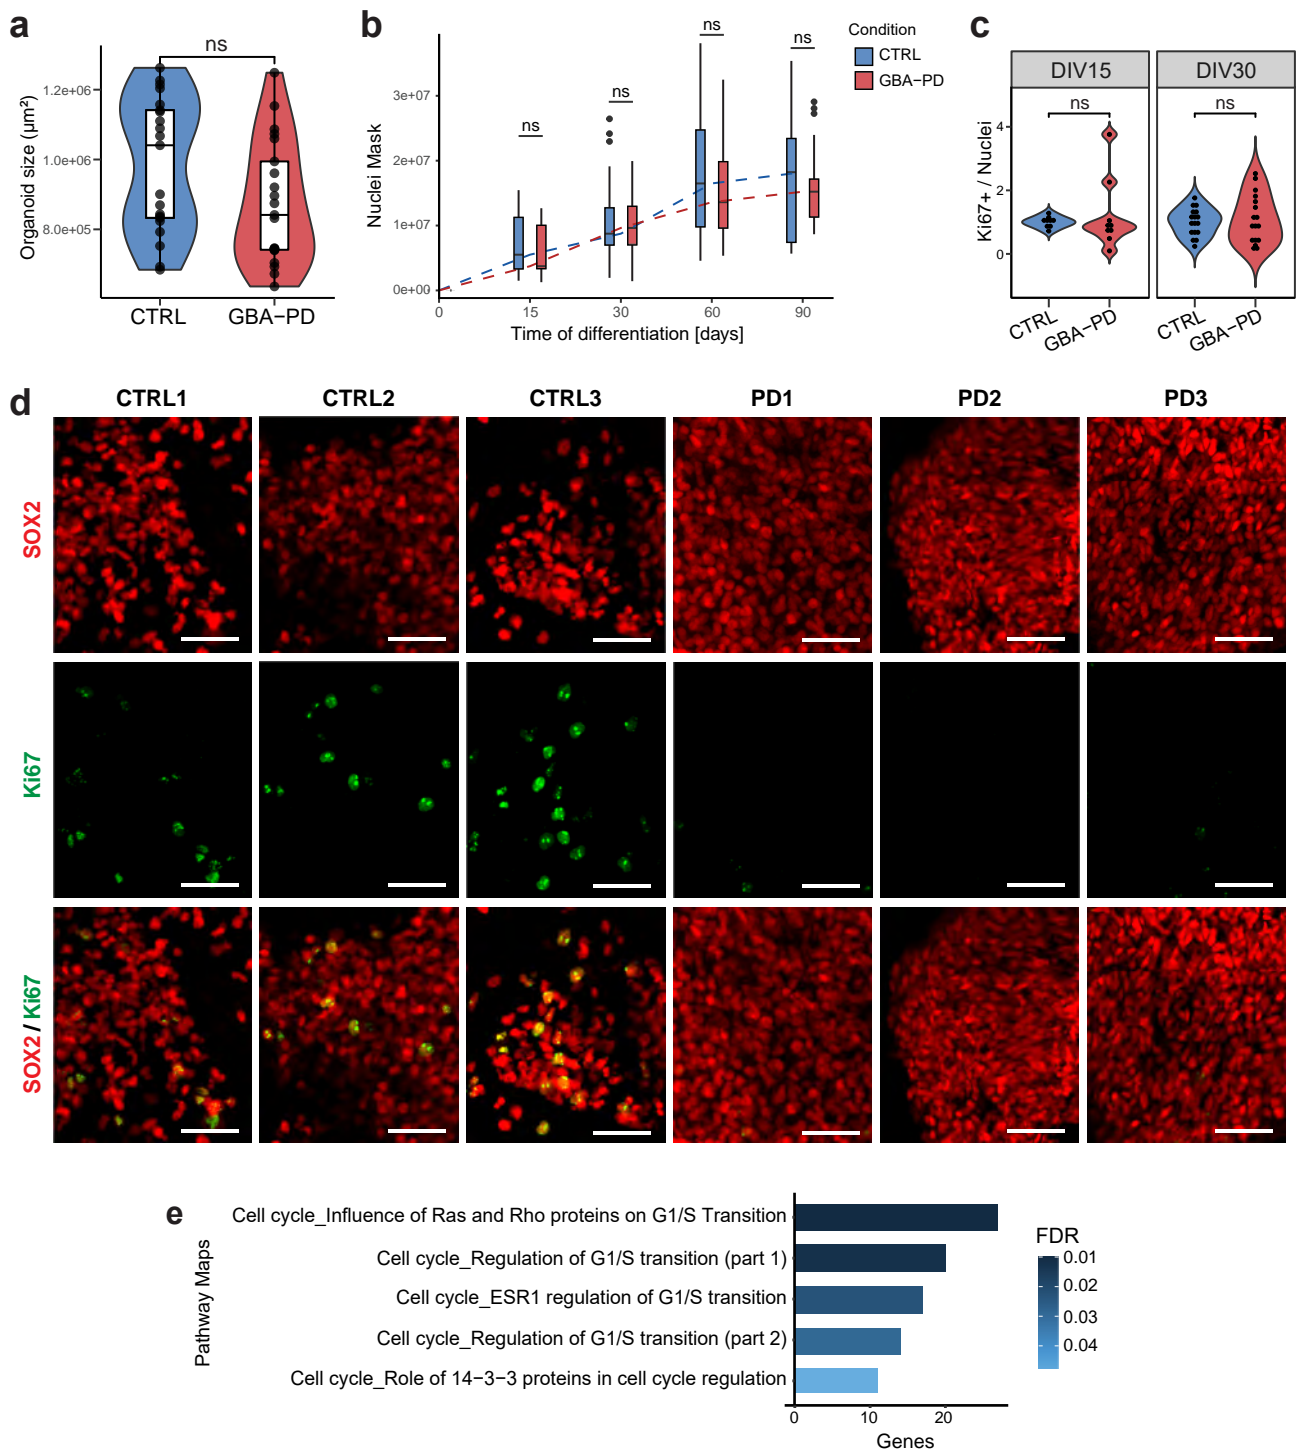 a
ns
Organoid size (µm²)
1.2e+06
1.0e+06
8.0e+05
CTRL
GBA−PD
b
Condition
CTRL
GBA−PD
ns
ns
ns
ns
Nuclei Mask
3e+07
2e+07
1e+07
0e+00
0
15
30
60
90
Time of differentiation [days]
c
DIV15
DIV30
ns
ns
Ki67+ / Nuclei
4
2
0
CTRL
GBA−PD
CTRL
GBA−PD
d
CTRL1
CTRL2
CTRL3
PD1
PD2
PD3
SOX2
Ki67
SOX2 / Ki67
e
Pathway Maps
Cell cycle_Influence of Ras and Rho proteins on G1/S Transition
Cell cycle_Regulation of G1/S transition (part 1)
Cell cycle_ESR1 regulation of G1/S transition
Cell cycle_Regulation of G1/S transition (part 2)
Cell cycle_Role of 14−3−3 proteins in cell cycle regulation
0
10
20
Genes
FDR
0.01
0.02
0.03
0.04